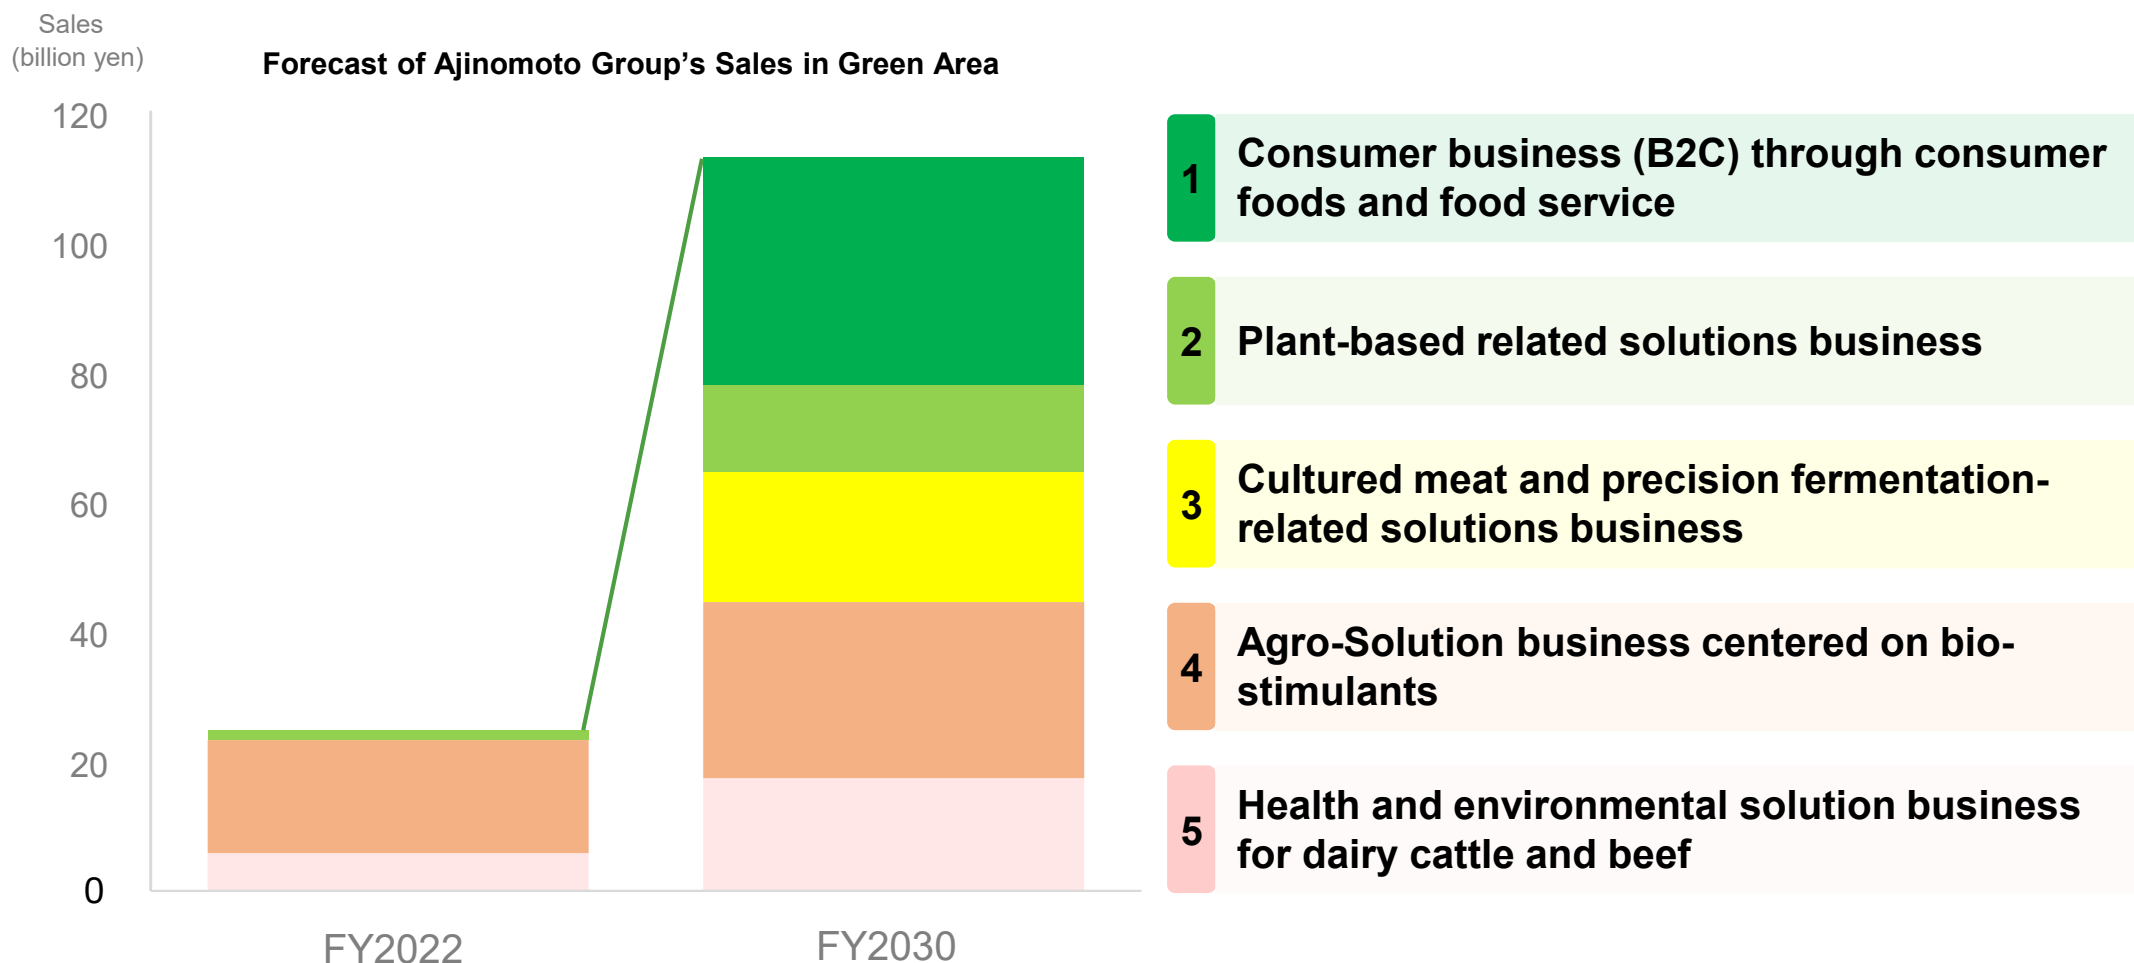 Sales
(billion yen)
Forecast of Ajinomoto Group’s Sales in Green Area
120
100
80
60
40
20
0
FY2022
FY2030
1
Consumer business (B2C) through consumer
foods and food service
2
Plant-based related solutions business
3
Cultured meat and precision fermentation-
related solutions business
4
Agro-Solution business centered on bio-
stimulants
5
Health and environmental solution business
for dairy cattle and beef